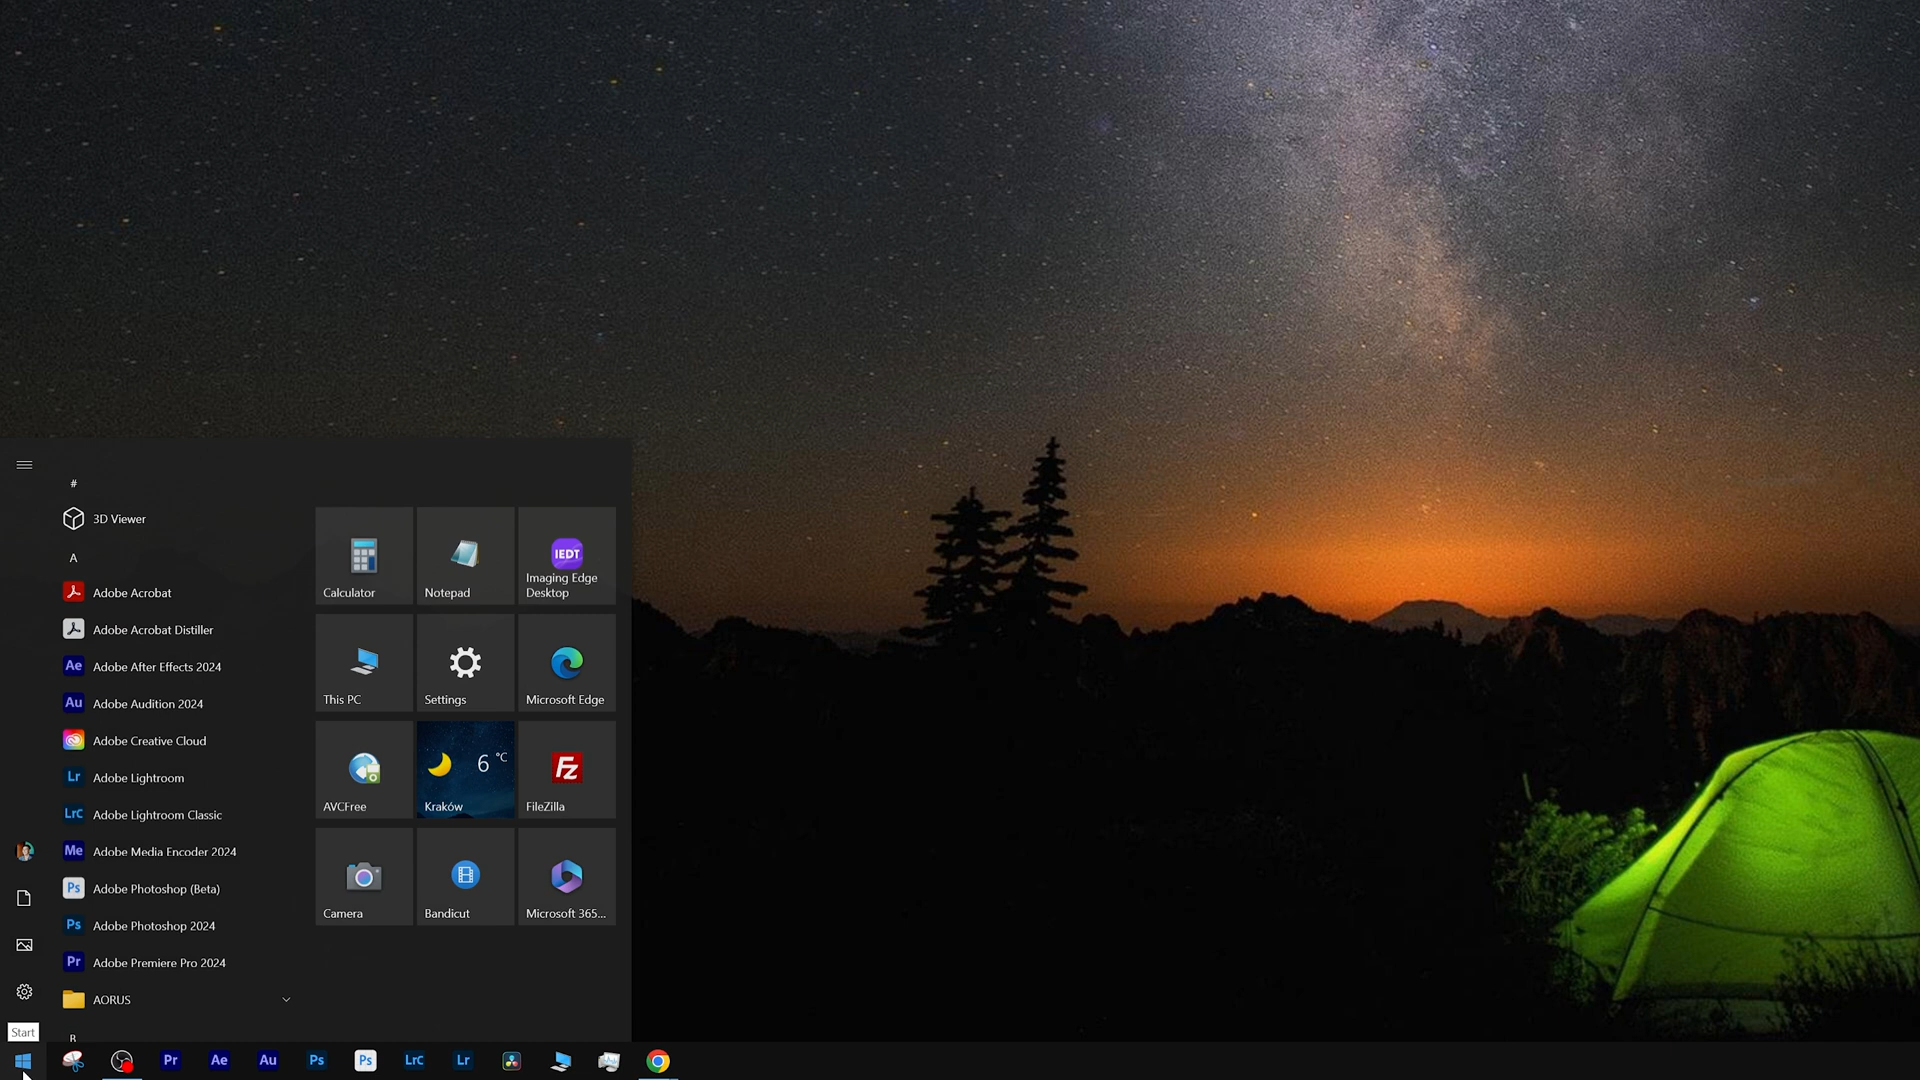 #
3D Viewer
A
Adobe Acrobat
Adobe Acrobat Distiller
Ae Adobe After Effects 2024
Au Adobe Audition 2024
Adobe Creative Cloud
Lr Adobe Lightroom
LrC Adobe Lightroom Classic
Me Adobe Media Encoder 2024
Ps Adobe Photoshop (Beta)
Ps Adobe Photoshop 2024
Pr Adobe Premiere Pro 2024
AORUS
B
Calculator
Notepad
IEDT
Imaging Edge
Desktop
This PC
Settings
Microsoft Edge
AVCFree
6 °C
Kraków
Fz
FileZilla
Camera
Bandicut
Microsoft 365...
Start
Pr Ae Au Ps Ps LrC Lr